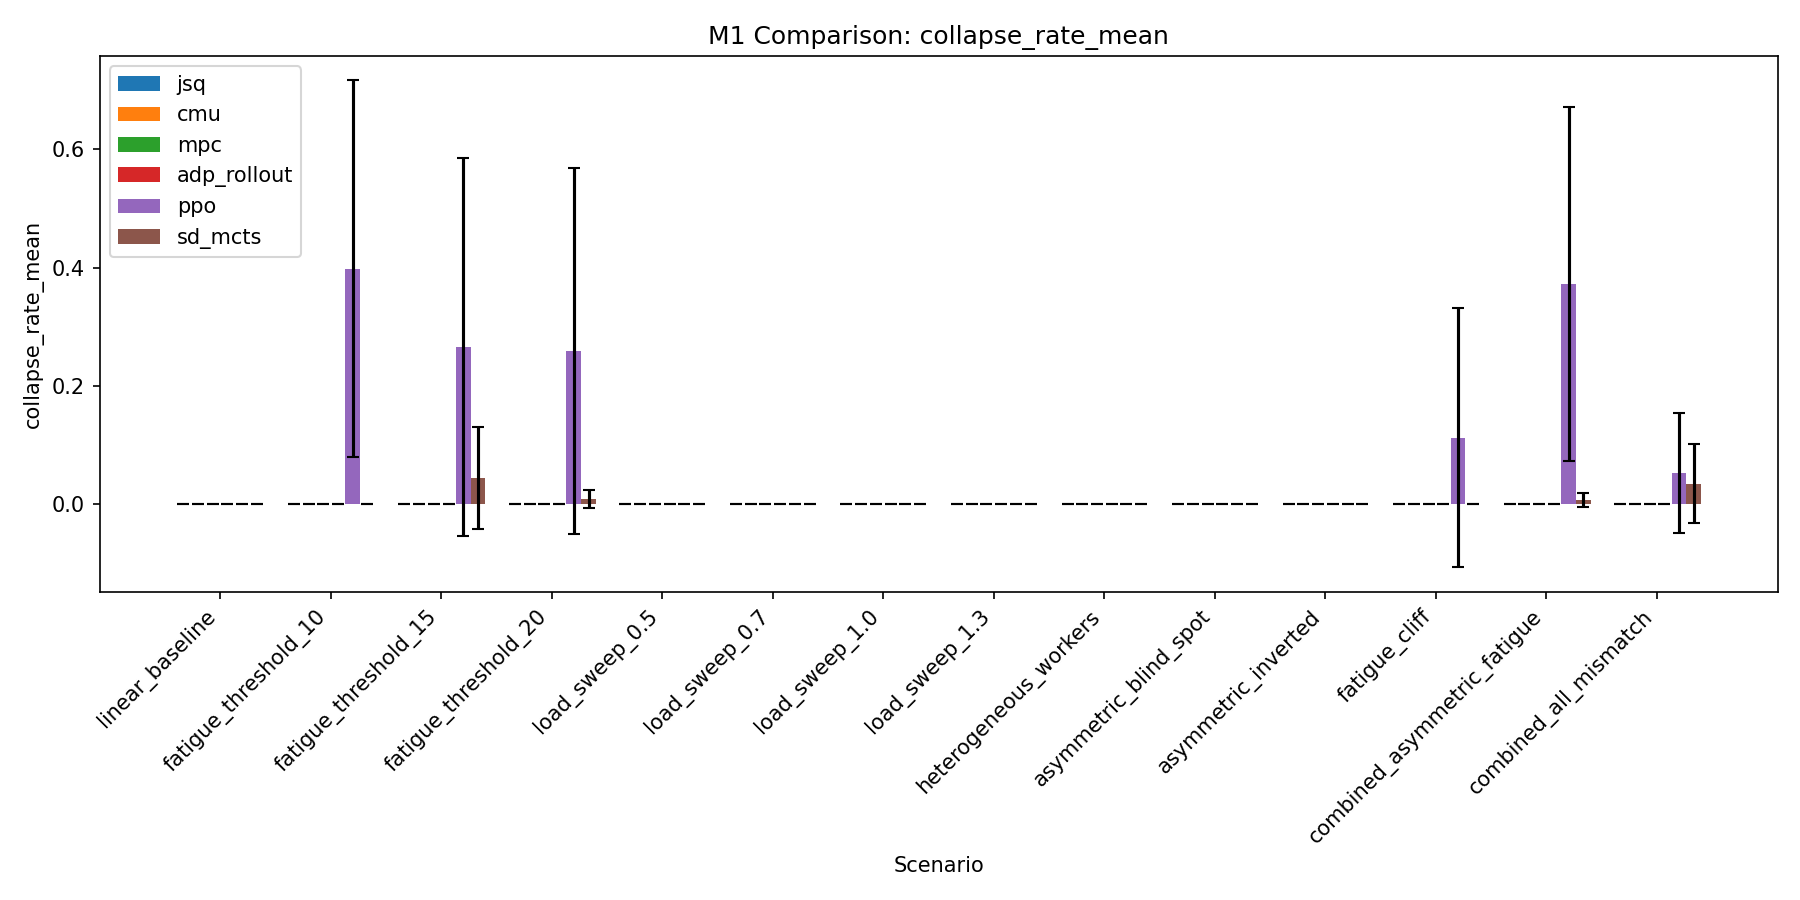 M1 Comparison: collapse_rate_mean
jsq
cmu
mpc
adp_rollout
ppo
sd_mcts
collapse_rate_mean
0.6
0.4
0.2
0.0
linear_baseline
fatigue_threshold_10
fatigue_threshold_15
fatigue_threshold_20
load_sweep_0.5
load_sweep_0.7
load_sweep_1.0
load_sweep_1.3
heterogeneous_workers
asymmetric_blind_spot
asymmetric_inverted
fatigue_cliff
combined_asymmetric_fatigue
combined_all_mismatch
Scenario